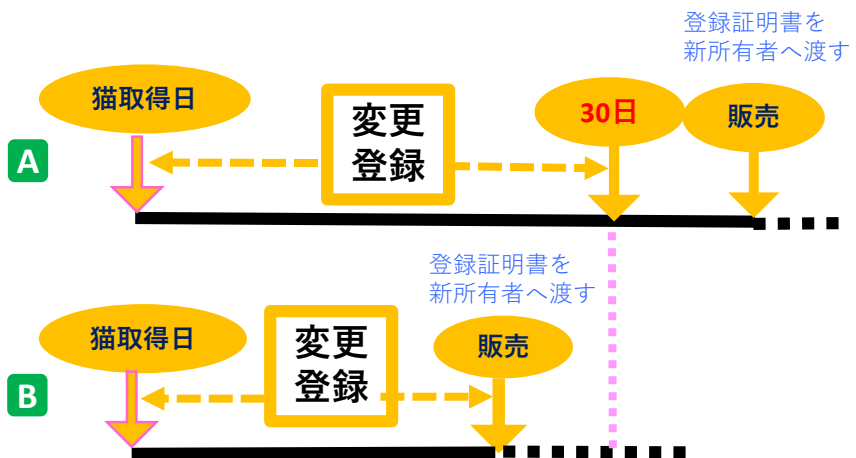 登録証明書を
新所有者へ渡す
猫取得日
変更
登録
30日
販売
A
登録証明書を
新所有者へ渡す
猫取得日
変更
登録
販売
B